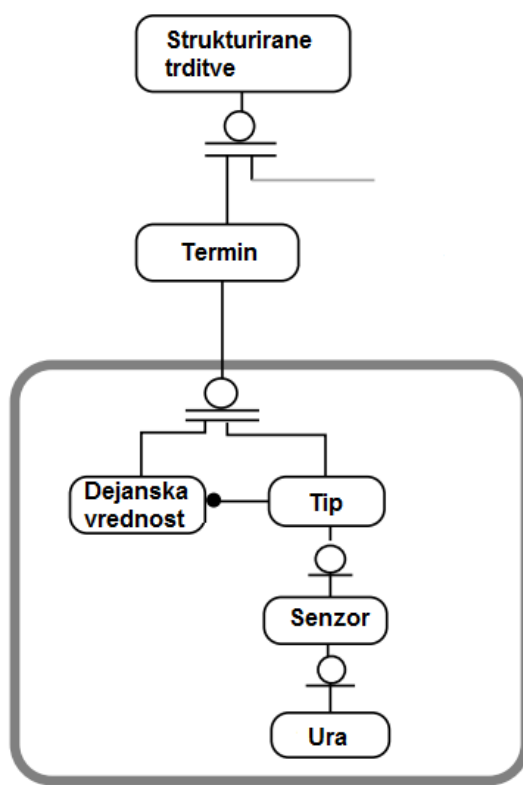 Strukturirane
trditve
Termin
Dejanska
vrednost
Tip
Senzor
Ura